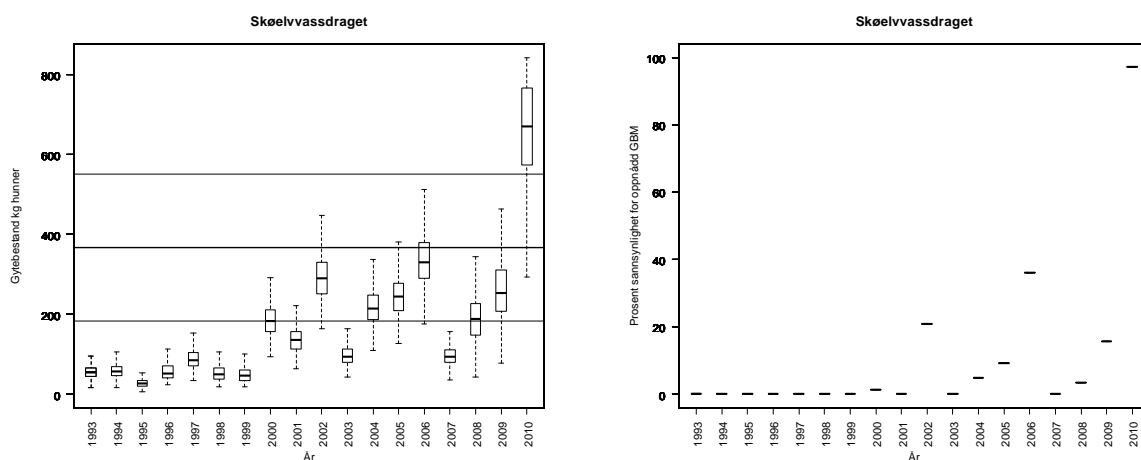 Skøelvvassdraget
Gytebestand kg hunner
800
600
400
200
0
1993 1994 1995 1996 1997 1998 1999 2000 2001 2002 2003 2004 2005 2006 2007 2008 2009 2010
År
Skøelvvassdraget
Prosent sannsynlighet for oppnådd GBM
100
80
60
40
20
0
1993 1994 1995 1996 1997 1998 1999 2000 2001 2002 2003 2004 2005 2006 2007 2008 2009 2010
År